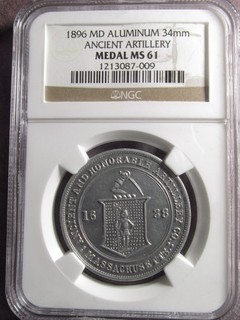 1896 MD ALUMINUM 34mm
ANCIENT ARTILLERY
MEDAL MS 61
1213087-009
NGC
ANCIENT AND HONORABLE ARTILLERY CO:
16 38